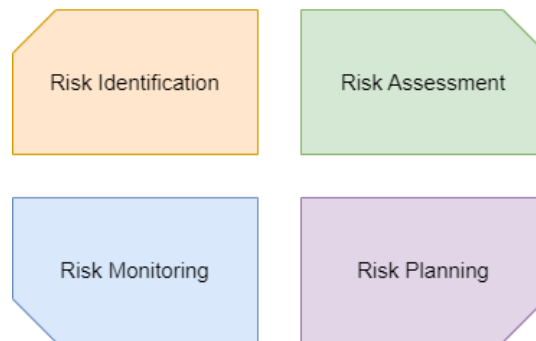 Risk Identification
Risk Assessment
Risk Monitoring
Risk Planning